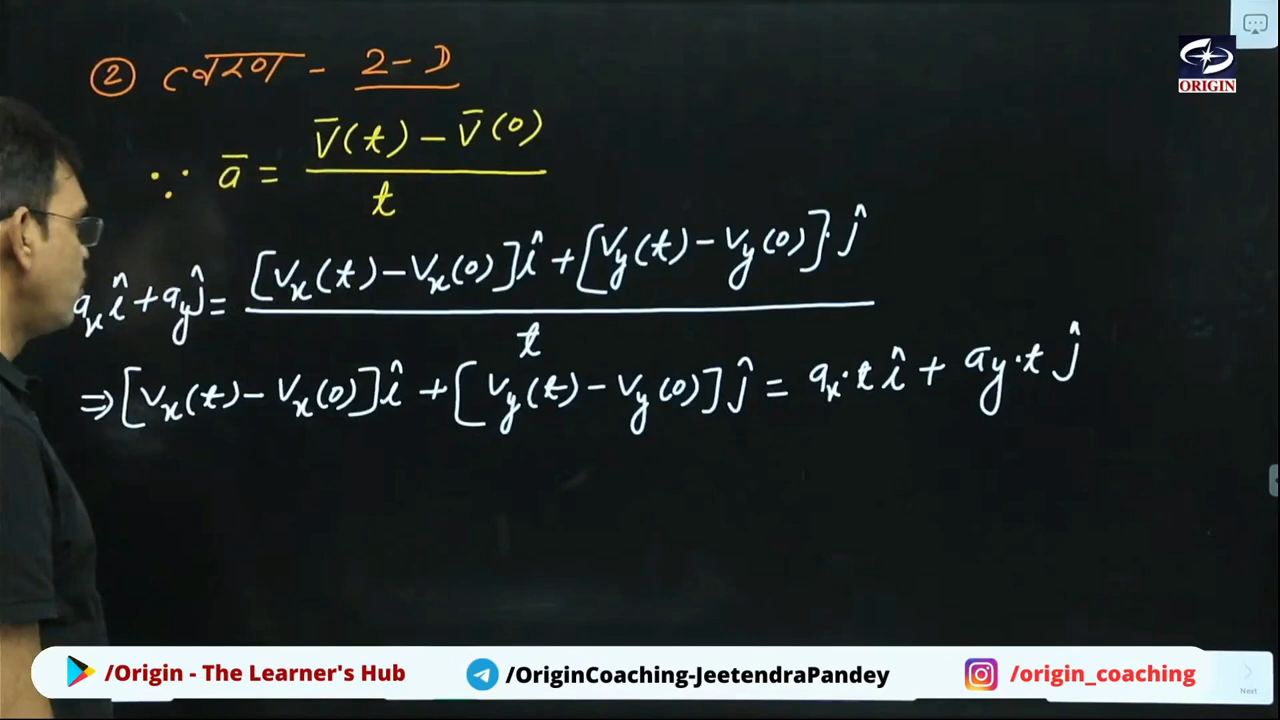 ORIGIN
② त्वरण - 2-D
∵ a̅ = (V̅(t) - V̅(0)) / t
aₓî + a_yĵ = ([Vₓ(t) - Vₓ(0)]î + [V_y(t) - V_y(0)]·ĵ) / t
⇒ [Vₓ(t) - Vₓ(0)]î + [V_y(t) - V_y(0)]ĵ = aₓ·t î + a_y·t ĵ
/Origin - The Learner's Hub
/OriginCoaching-JeetendraPandey
/origin_coaching
Next